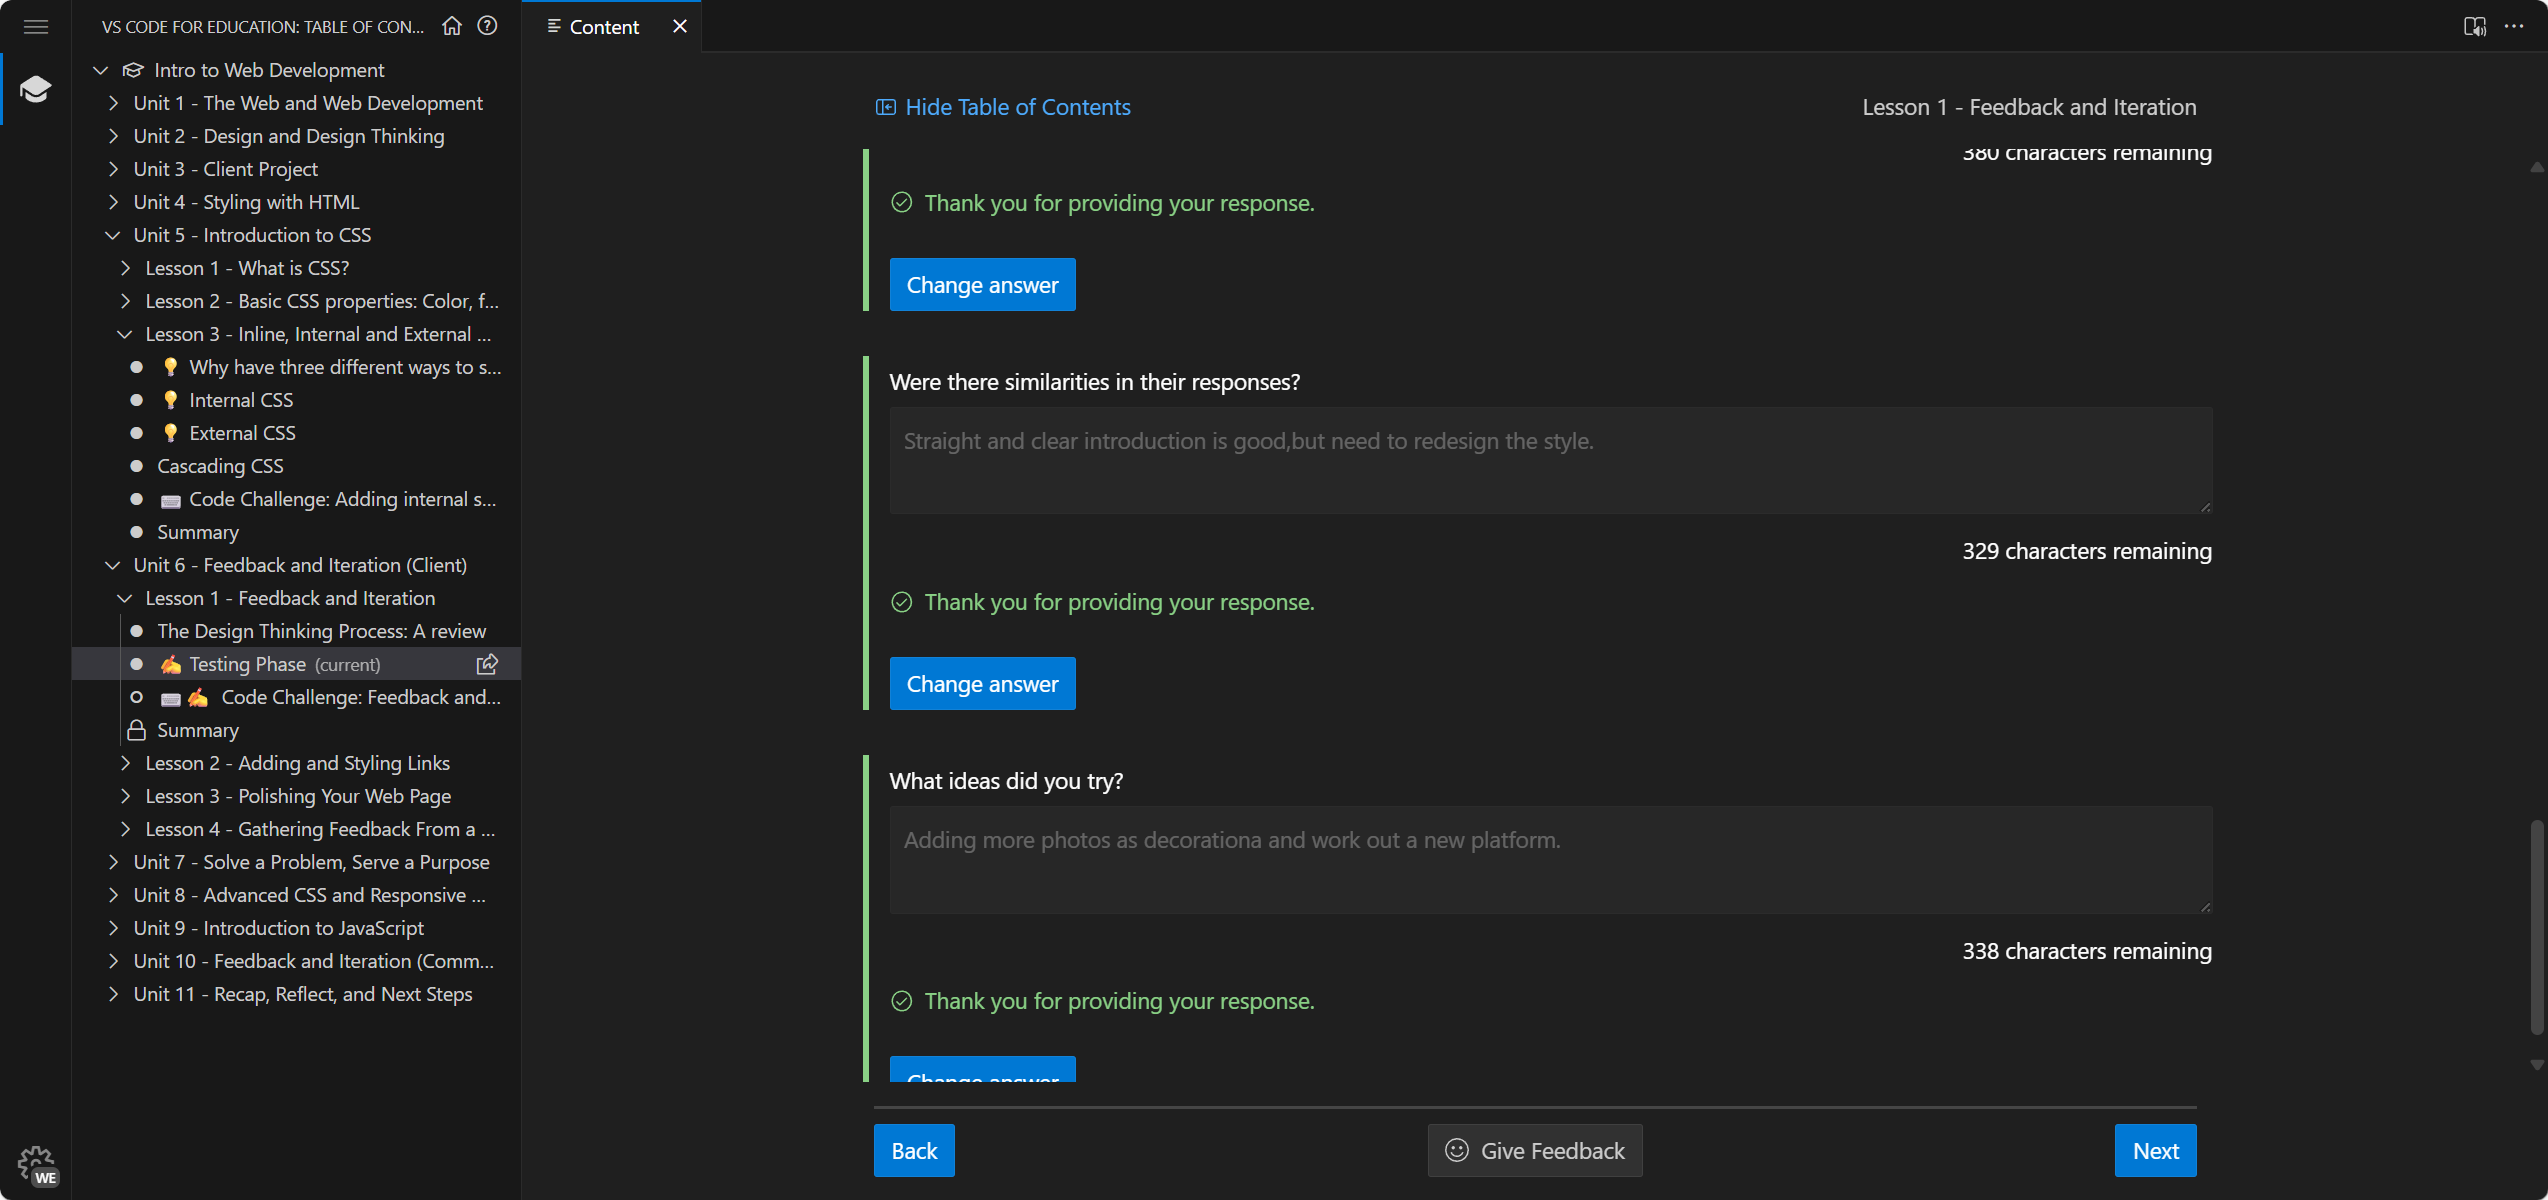 VS CODE FOR EDUCATION: TABLE OF CON...
Intro to Web Development
Unit 1 - The Web and Web Development
Unit 2 - Design and Design Thinking
Unit 3 - Client Project
Unit 4 - Styling with HTML
Unit 5 - Introduction to CSS
Lesson 1 - What is CSS?
Lesson 2 - Basic CSS properties: Color, f...
Lesson 3 - Inline, Internal and External ...
Why have three different ways to s...
Internal CSS
External CSS
Cascading CSS
Code Challenge: Adding internal s...
Summary
Unit 6 - Feedback and Iteration (Client)
Lesson 1 - Feedback and Iteration
The Design Thinking Process: A review
Testing Phase (current)
Code Challenge: Feedback and...
Summary
Lesson 2 - Adding and Styling Links
Lesson 3 - Polishing Your Web Page
Lesson 4 - Gathering Feedback From a ...
Unit 7 - Solve a Problem, Serve a Purpose
Unit 8 - Advanced CSS and Responsive ...
Unit 9 - Introduction to JavaScript
Unit 10 - Feedback and Iteration (Comm...
Unit 11 - Recap, Reflect, and Next Steps
WE
Content
Hide Table of Contents
Lesson 1 - Feedback and Iteration
380 characters remaining
Thank you for providing your response.
Change answer
Were there similarities in their responses?
Straight and clear introduction is good,but need to redesign the style.
329 characters remaining
Thank you for providing your response.
Change answer
What ideas did you try?
Adding more photos as decorationa and work out a new platform.
338 characters remaining
Thank you for providing your response.
Change answer
Back
Give Feedback
Next